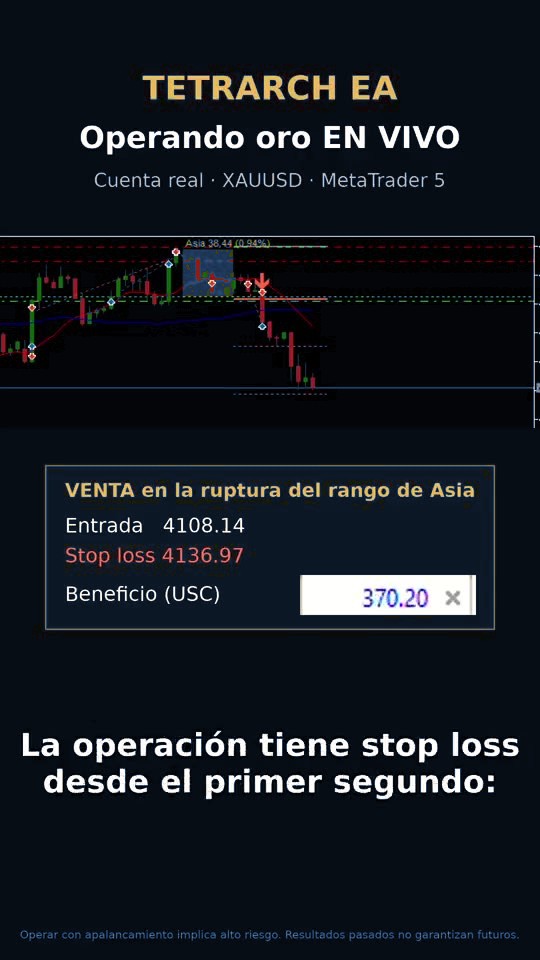 TETRARCH EA
Operando oro EN VIVO
Cuenta real · XAUUSD · MetaTrader 5
Asia 38,44 (0,94%)
VENTA en la ruptura del rango de Asia
Entrada 4108.14
Stop loss 4136.97
Beneficio (USC) 370.20 ×
La operación tiene stop loss
desde el primer segundo:
Operar con apalancamiento implica alto riesgo. Resultados pasados no garantizan futuros.